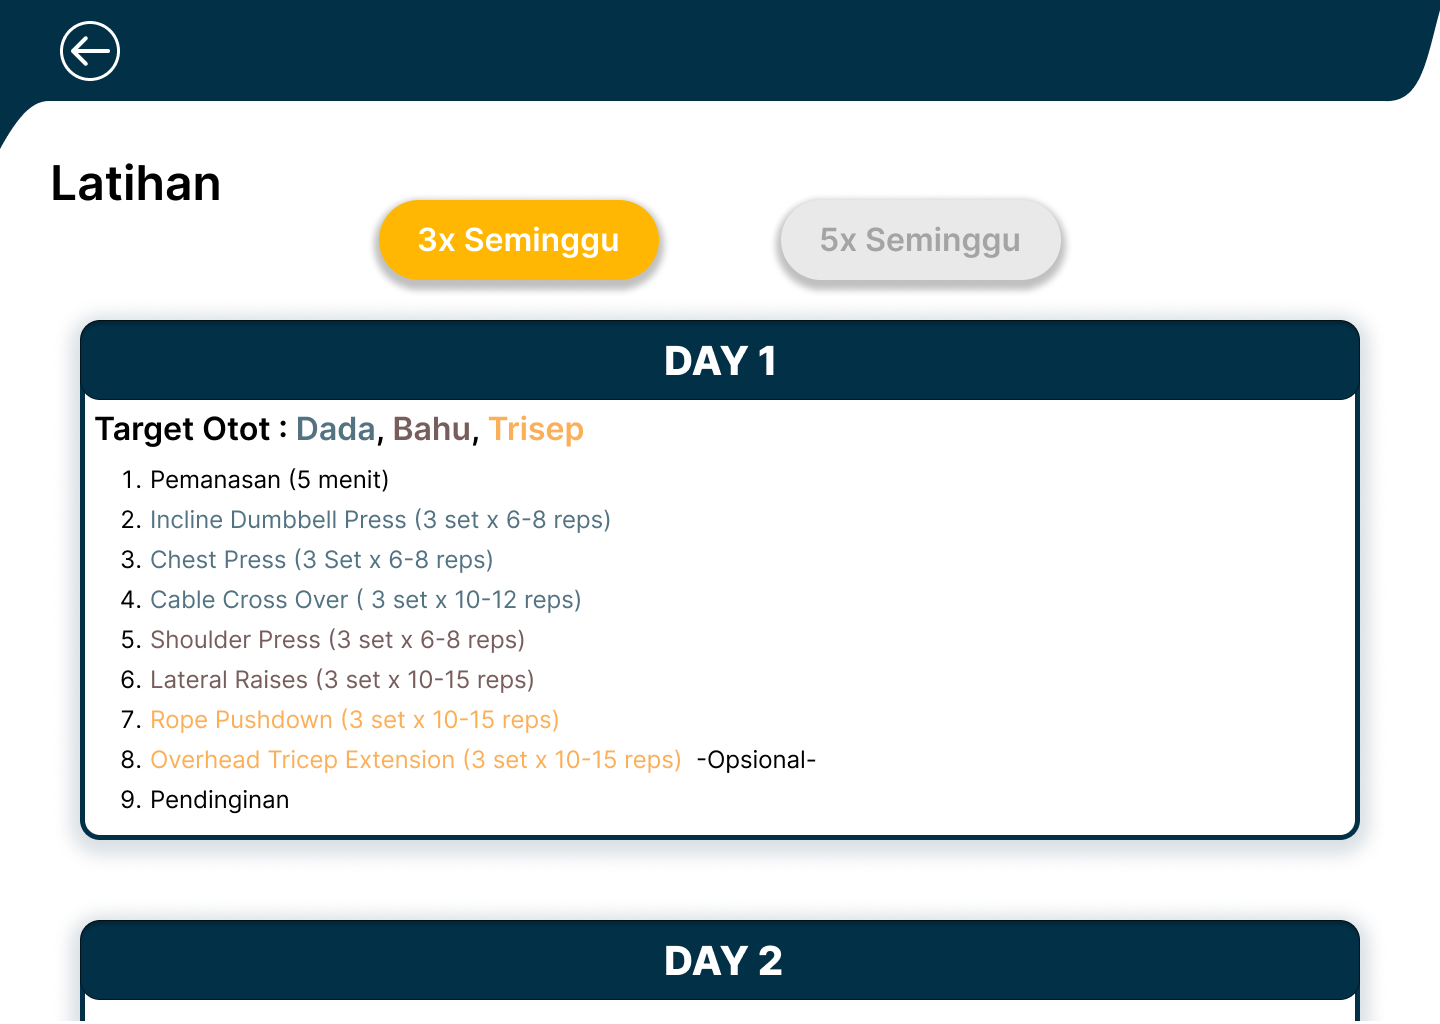 Latihan
3x Seminggu
5x Seminggu
DAY 1
Target Otot : Dada, Bahu, Trisep
1. Pemanasan (5 menit)
2. Incline Dumbbell Press (3 set x 6-8 reps)
3. Chest Press (3 Set x 6-8 reps)
4. Cable Cross Over ( 3 set x 10-12 reps)
5. Shoulder Press (3 set x 6-8 reps)
6. Lateral Raises (3 set x 10-15 reps)
7. Rope Pushdown (3 set x 10-15 reps)
8. Overhead Tricep Extension (3 set x 10-15 reps) -Opsional-
9. Pendinginan
DAY 2